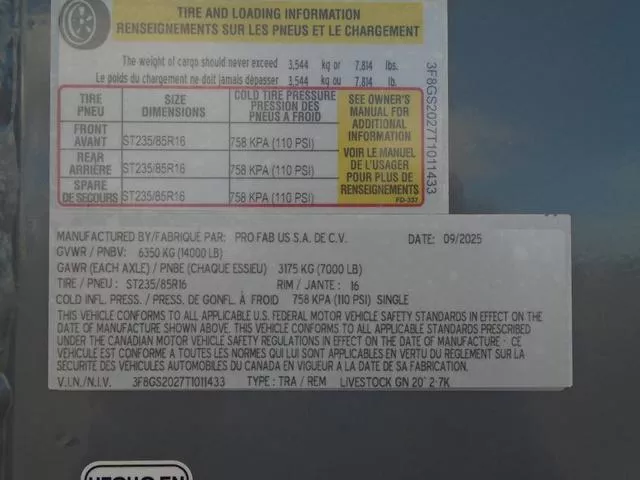 TIRE AND LOADING INFORMATION
RENSEIGNEMENTS SUR LES PNEUS ET LE CHARGEMENT
The weight of cargo should never exceed 3,544 kg or 7,814 lbs.
Le poids du chargement ne doit jamais dépasser 3,544 kg ou 7,814 lb.
TIRE PNEU
SIZE DIMENSIONS
COLD TIRE PRESSURE
PRESSION DES
PNEUS A FROID
FRONT
AVANT
ST235/85R16
758 KPA (110 PSI)
REAR
ARRIÈRE
ST235/85R16
758 KPA (110 PSI)
SPARE
DE SECOURS
ST235/85R16
758 KPA (110 PSI)
SEE OWNER'S
MANUAL FOR
ADDITIONAL
INFORMATION
VOIR LE MANUEL
DE L'USAGER
POUR PLUS DE
RENSEIGNEMENTS
FD-332
3F8GS2027T1011433
MANUFACTURED BY/FABRIQUE PAR: PRO FAB US S.A. DE C.V. DATE: 09/2025
GVWR / PNBV: 6350 KG (14000 LB)
GAWR (EACH AXLE) / PNBE (CHAQUE ESSIEU) 3175 KG (7000 LB)
TIRE / PNEU: ST235/85R16 RIM / JANTE: 16
COLD INFL. PRESS. / PRESS. DE GONFL. À FROID 758 KPA (110 PSI) SINGLE
THIS VEHICLE CONFORMS TO ALL APPLICABLE U.S. FEDERAL MOTOR VEHICLE SAFETY STANDARDS IN EFFECT ON THE
DATE OF MANUFACTURE SHOWN ABOVE. THIS VEHICLE CONFORMS TO ALL APPLICABLE STANDARDS PRESCRIBED
UNDER THE CANADIAN MOTOR VEHICLE SAFETY REGULATIONS IN EFFECT ON THE DATE OF MANUFACTURE · CE
VÉHICULE EST CONFORME A TOUTES LES NORMES QUI LUI SONT APPLICABLES EN VERTU DU RÈGLEMENT SUR LA
SÉCURITÉ DES VÉHICULES AUTOMOBILES DU CANADA EN VIGUEUR A LA DATE DE SA FABRICATION.
V.I.N./N.I.V. 3F8GS2027T1011433 TYPE: TRA / REM LIVESTOCK GN 20' 2-7K
HECHO EN